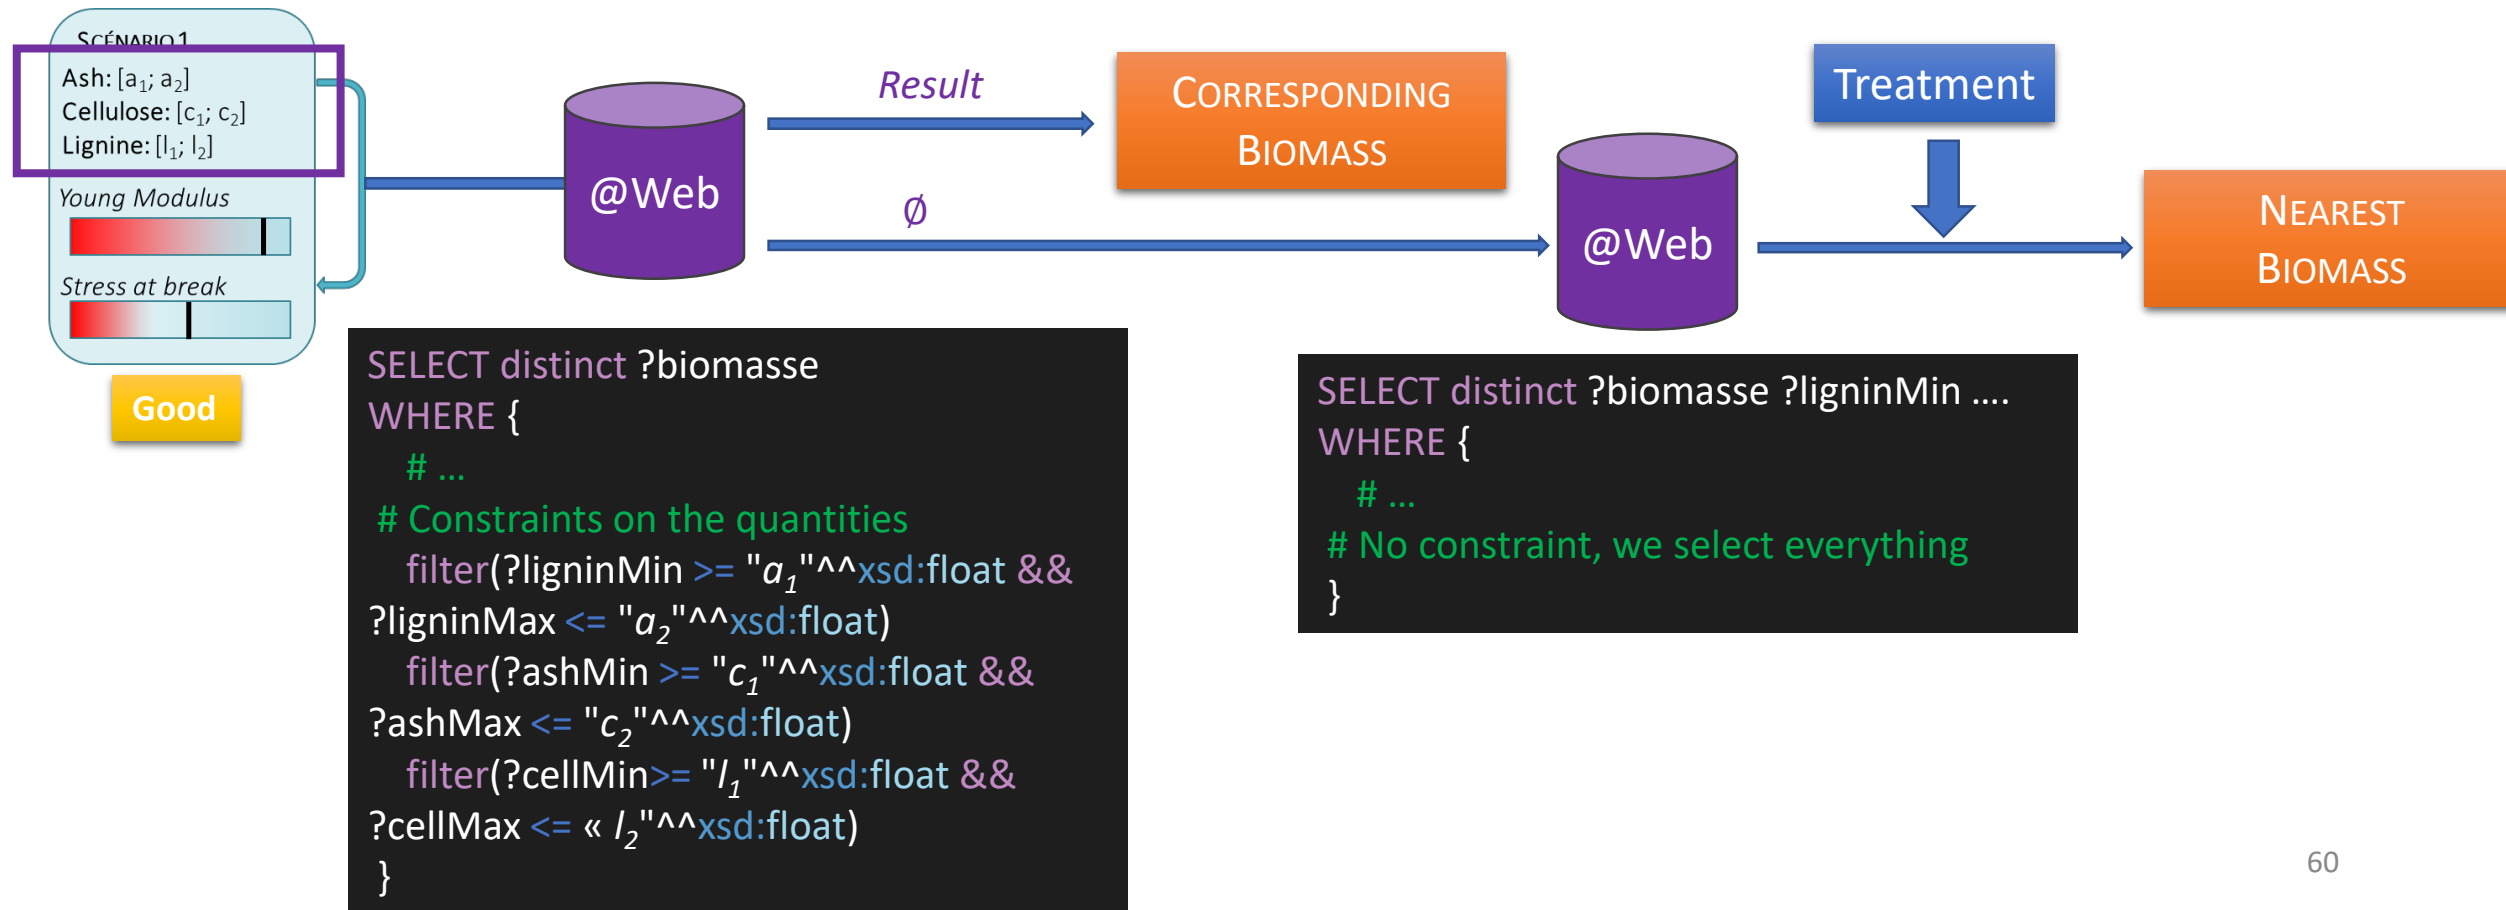 SCÉNARIO 1
Ash: [a₁; a₂]
Cellulose: [c₁; c₂]
Lignine: [l₁; l₂]
Young Modulus
Stress at break
Good
@Web
Result
Ø
CORRESPONDING
BIOMASS
@Web
Treatment
NEAREST
BIOMASS
SELECT distinct ?biomasse
WHERE {
# ...
# Constraints on the quantities
filter(?ligninMin >= "a₁"^^xsd:float &&
?ligninMax <= "a₂"^^xsd:float)
filter(?ashMin >= "c₁"^^xsd:float &&
?ashMax <= "c₂"^^xsd:float)
filter(?cellMin>= "l₁"^^xsd:float &&
?cellMax <= « l₂"^^xsd:float)
}
SELECT distinct ?biomasse ?ligninMin ....
WHERE {
# ...
# No constraint, we select everything
}
60